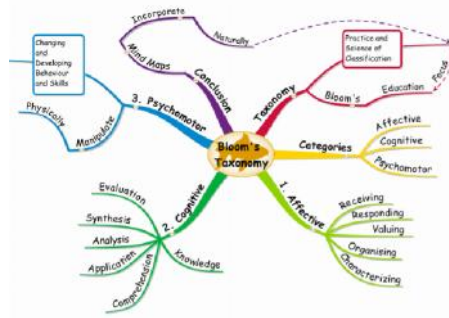 Bloom's
Taxonomy
Taxonomy
Practice and
Science of
Classification
Bloom's
Education
Focus
Categories
Affective
Cognitive
Psychomotor
1. Affective
Receiving
Responding
Valuing
Organising
Characterizing
2. Cognitive
Knowledge
Comprehension
Application
Analysis
Synthesis
Evaluation
3. Psychomotor
Manipulate
Physically
Changing
and
Developing
Behaviour
and Skills
Conclusion
Mind Maps
Incorporate
Naturally